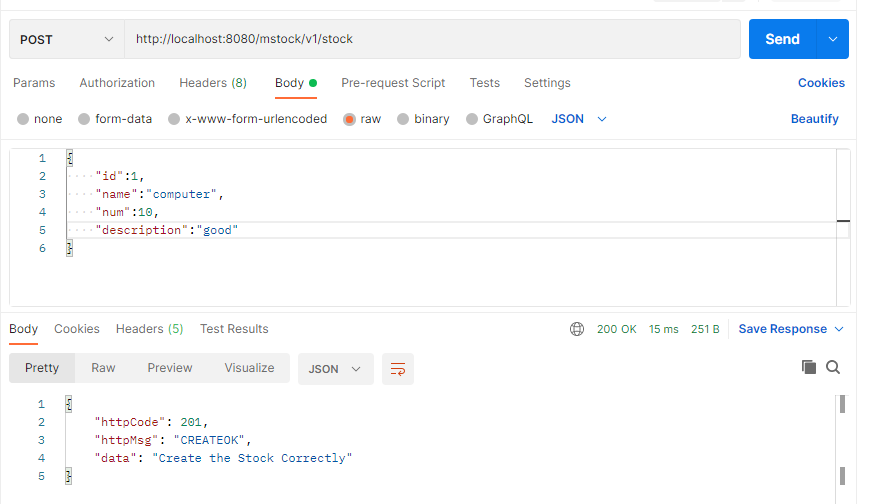 POST http://localhost:8080/mstock/v1/stock Send
Params Authorization Headers (8) Body Pre-request Script Tests Settings Cookies
none form-data x-www-form-urlencoded raw binary GraphQL JSON Beautify
1 {
2 "id":1,
3 "name":"computer",
4 "num":10,
5 "description":"good"
6 }
Body Cookies Headers (5) Test Results 200 OK 15 ms 251 B Save Response
Pretty Raw Preview Visualize JSON
1 {
2 "httpCode": 201,
3 "httpMsg": "CREATEOK",
4 "data": "Create the Stock Correctly"
5 }